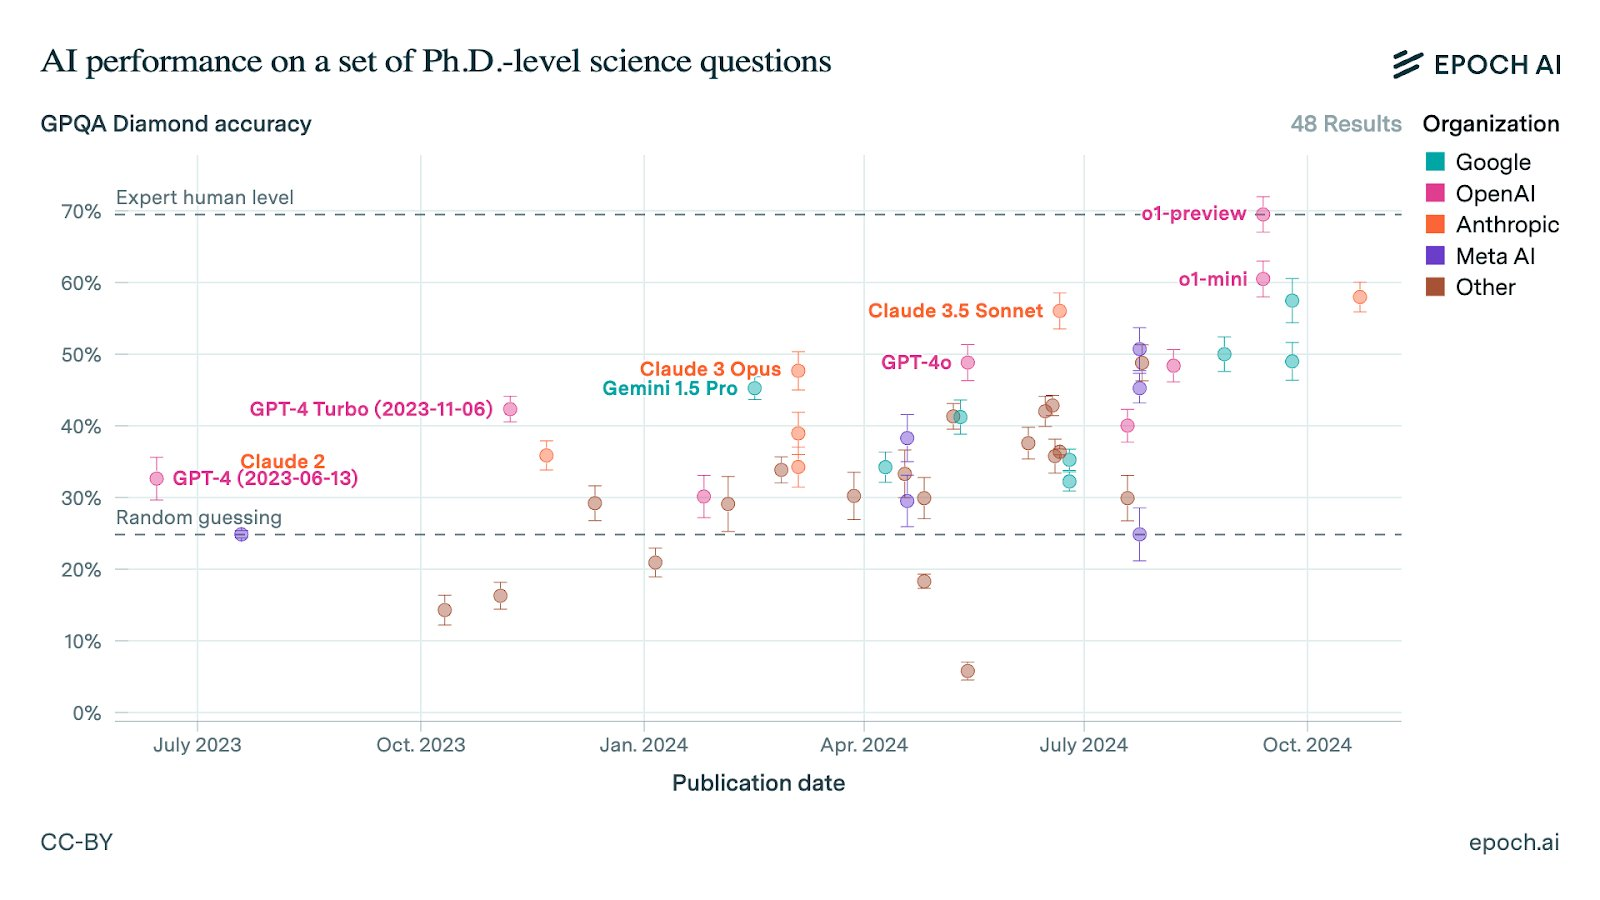 AI performance on a set of Ph.D.-level science questions
EPOCH AI
GPQA Diamond accuracy
48 Results
Organization
Google
OpenAI
Anthropic
Meta AI
Other
Expert human level
70%
o1-preview
60%
o1-mini
Claude 3.5 Sonnet
50%
GPT-4o
Claude 3 Opus
Gemini 1.5 Pro
GPT-4 Turbo (2023-11-06)
40%
Claude 2
GPT-4 (2023-06-13)
30%
Random guessing
20%
10%
0%
July 2023
Oct. 2023
Jan. 2024
Apr. 2024
July 2024
Oct. 2024
Publication date
CC-BY
epoch.ai